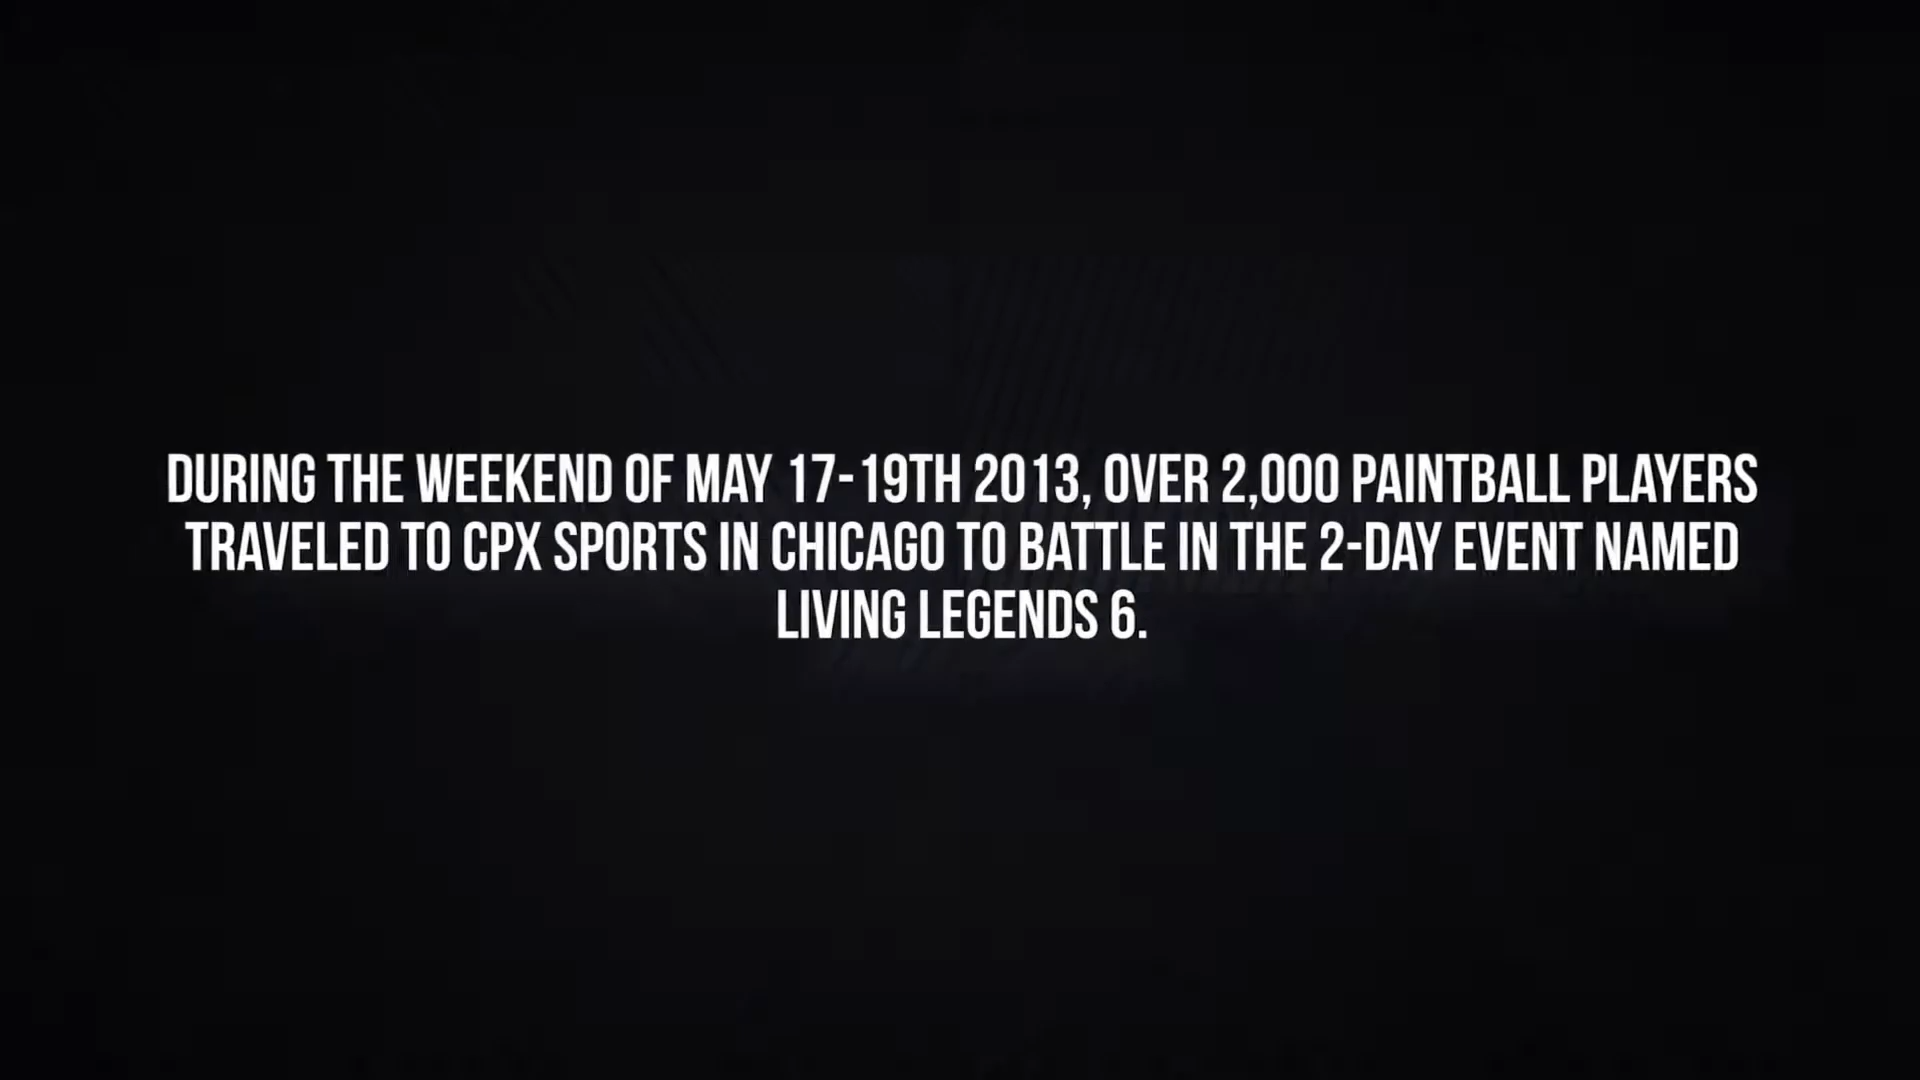 DURING THE WEEKEND OF MAY 17-19TH 2013, OVER 2,000 PAINTBALL PLAYERS
TRAVELED TO CPX SPORTS IN CHICAGO TO BATTLE IN THE 2-DAY EVENT NAMED
LIVING LEGENDS 6.